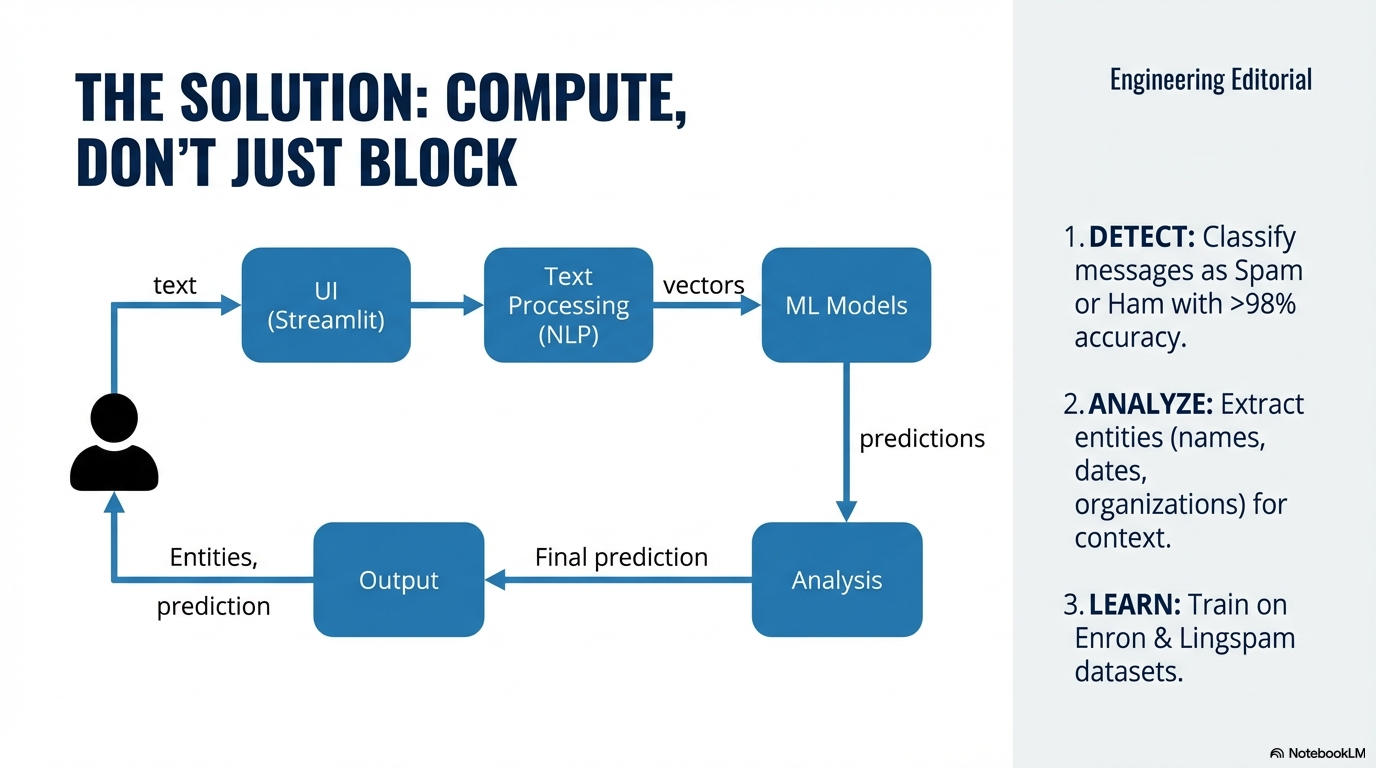 THE SOLUTION: COMPUTE,
DON'T JUST BLOCK
text
UI
(Streamlit)
Text
Processing
(NLP)
vectors
ML Models
predictions
Analysis
Final prediction
Output
Entities,
prediction
Engineering Editorial
1. DETECT: Classify
messages as Spam
or Ham with >98%
accuracy.
2. ANALYZE: Extract
entities (names,
dates,
organizations) for
context.
3. LEARN: Train on
Enron & Lingspam
datasets.
NotebookLM